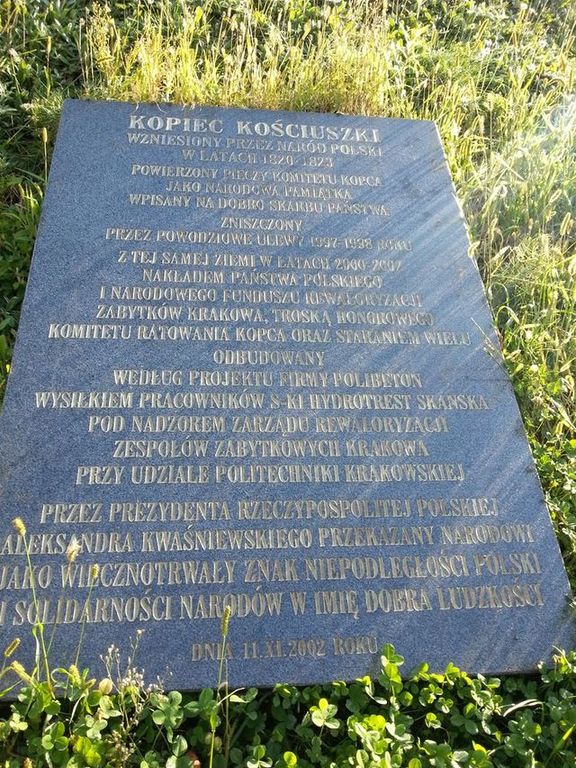 KOPIEC KOŚCIUSZKI
WZNIESIONY PRZEZ NARÓD POLSKI
W LATACH 1820-1823
POWIERZONY PIECZY KOMITETU KOPCA
JAKO NARODOWA PAMIĄTKA
WPISANY NA DOBRO SKARBU PAŃSTWA
ZNISZCZONY
PRZEZ POWODZIOWE ULEWY 1997-1998 ROKU
Z TEJ SAMEJ ZIEMI W LATACH 2000-2002
NAKŁADEM PAŃSTWA POLSKIEGO
I NARODOWEGO FUNDUSZU REWALORYZACJI
ZABYTKÓW KRAKOWA, TROSKĄ HONOROWEGO
KOMITETU RATOWANIA KOPCA ORAZ STARANIEM WIELU
ODBUDOWANY
WEDŁUG PROJEKTU FIRMY POLIBETON
WYSIŁKIEM PRACOWNIKÓW S-KI HYDROTREST SKANSKA
POD NADZOREM ZARZĄDU REWALORYZACJI
ZESPOŁÓW ZABYTKOWYCH KRAKOWA
PRZY UDZIALE POLITECHNIKI KRAKOWSKIEJ
PRZEZ PREZYDENTA RZECZYPOSPOLITEJ POLSKIEJ
ALEKSANDRA KWAŚNIEWSKIEGO PRZEKAZANY NARODOWI
JAKO WIECZNOTRWAŁY ZNAK NIEPODLEGŁOŚCI POLSKI
I SOLIDARNOŚCI NARODÓW W IMIĘ DOBRA LUDZKOŚCI
DNIA 11.XI.2002 ROKU